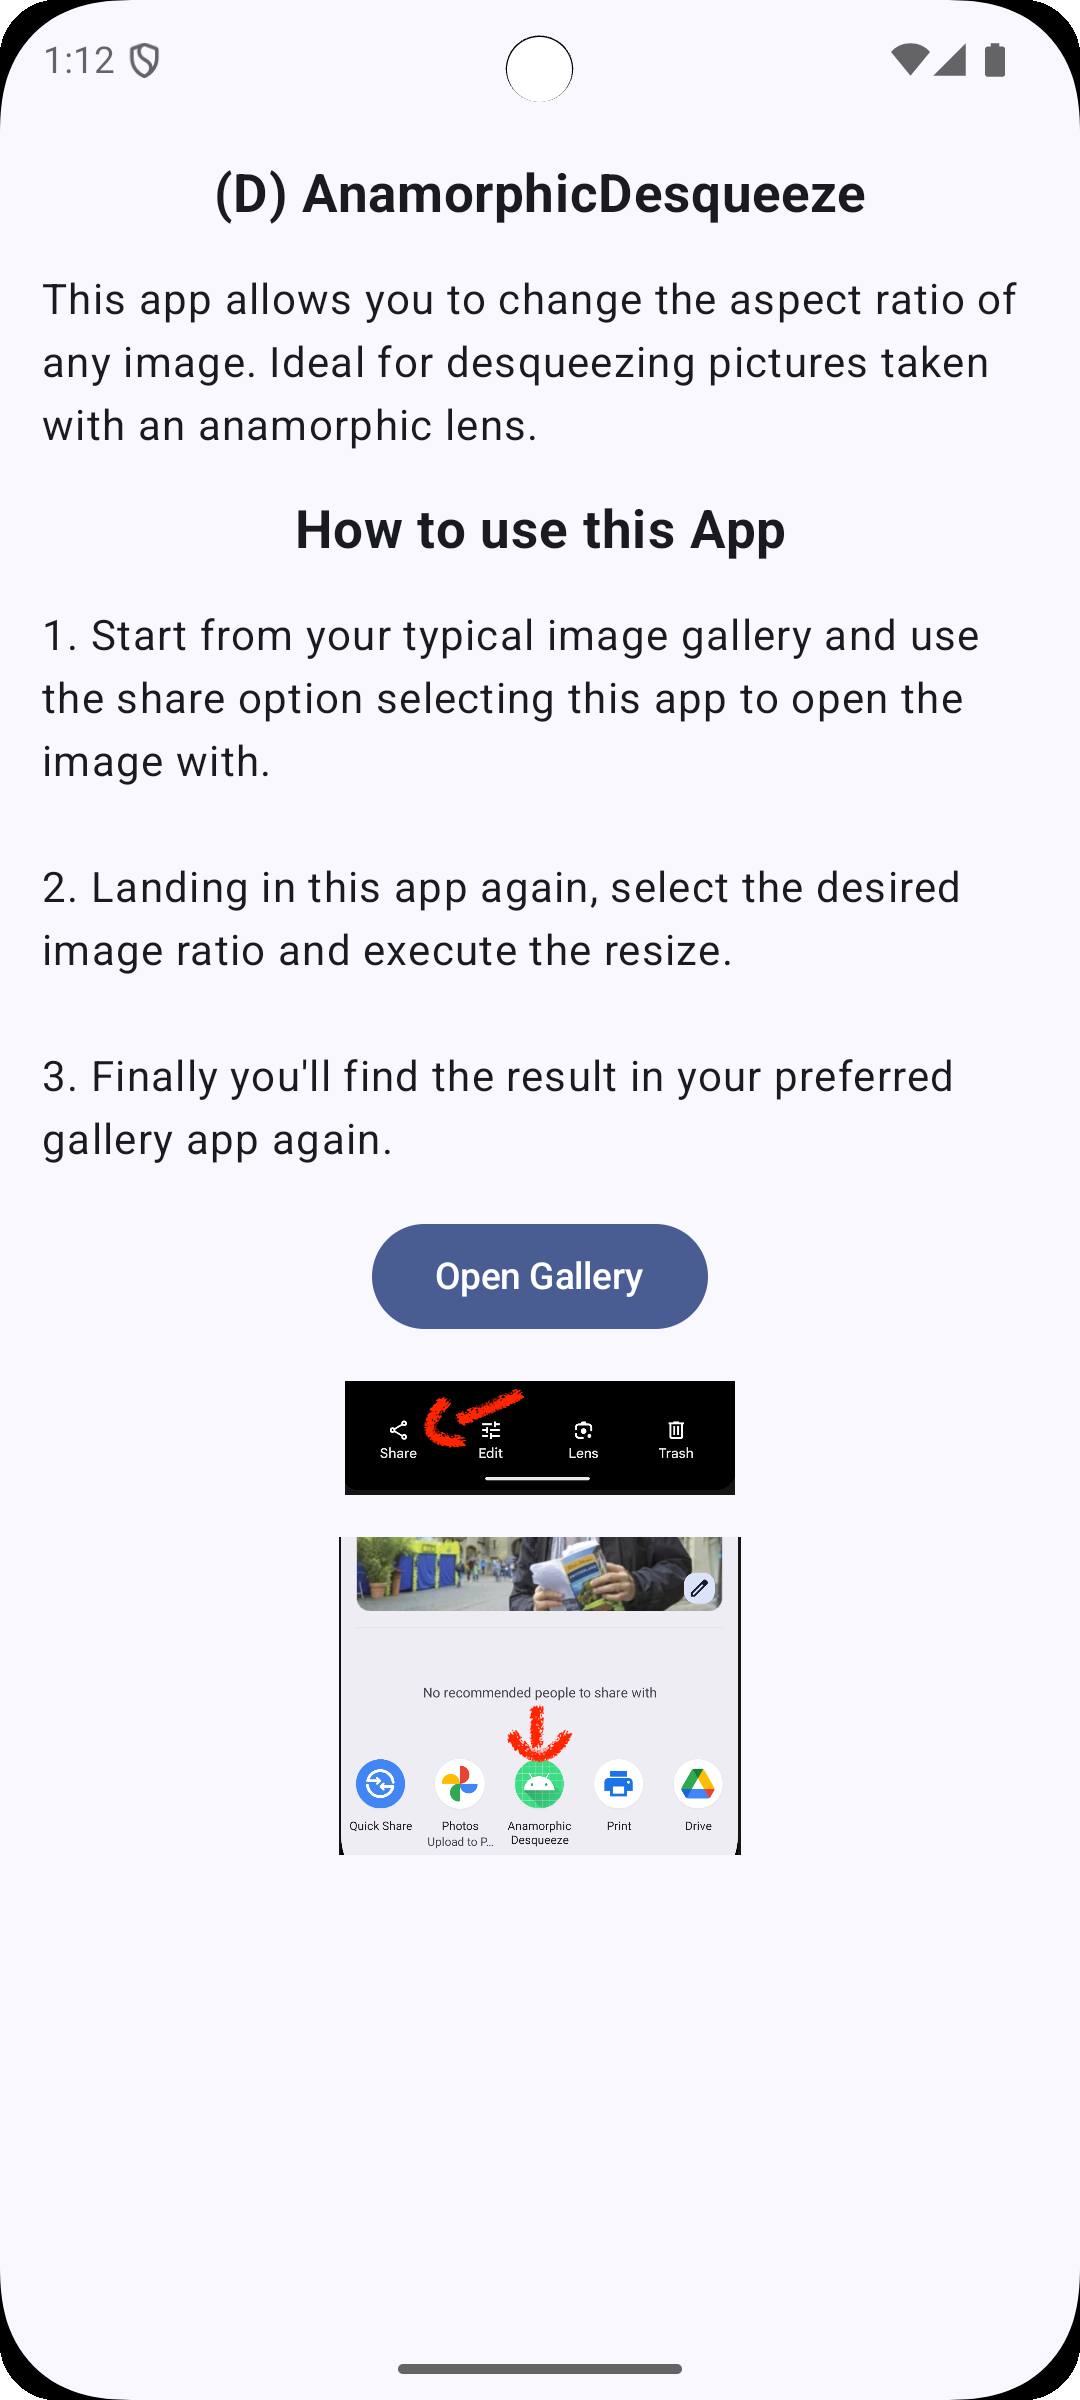 1:12
(D) AnamorphicDesqueeze
This app allows you to change the aspect ratio of
any image. Ideal for desqueezing pictures taken
with an anamorphic lens.
How to use this App
1. Start from your typical image gallery and use
the share option selecting this app to open the
image with.
2. Landing in this app again, select the desired
image ratio and execute the resize.
3. Finally you'll find the result in your preferred
gallery app again.
Open Gallery
Share Edit Lens Trash
No recommended people to share with
Quick Share Photos Anamorphic Print Drive
Upload to P... Desqueeze